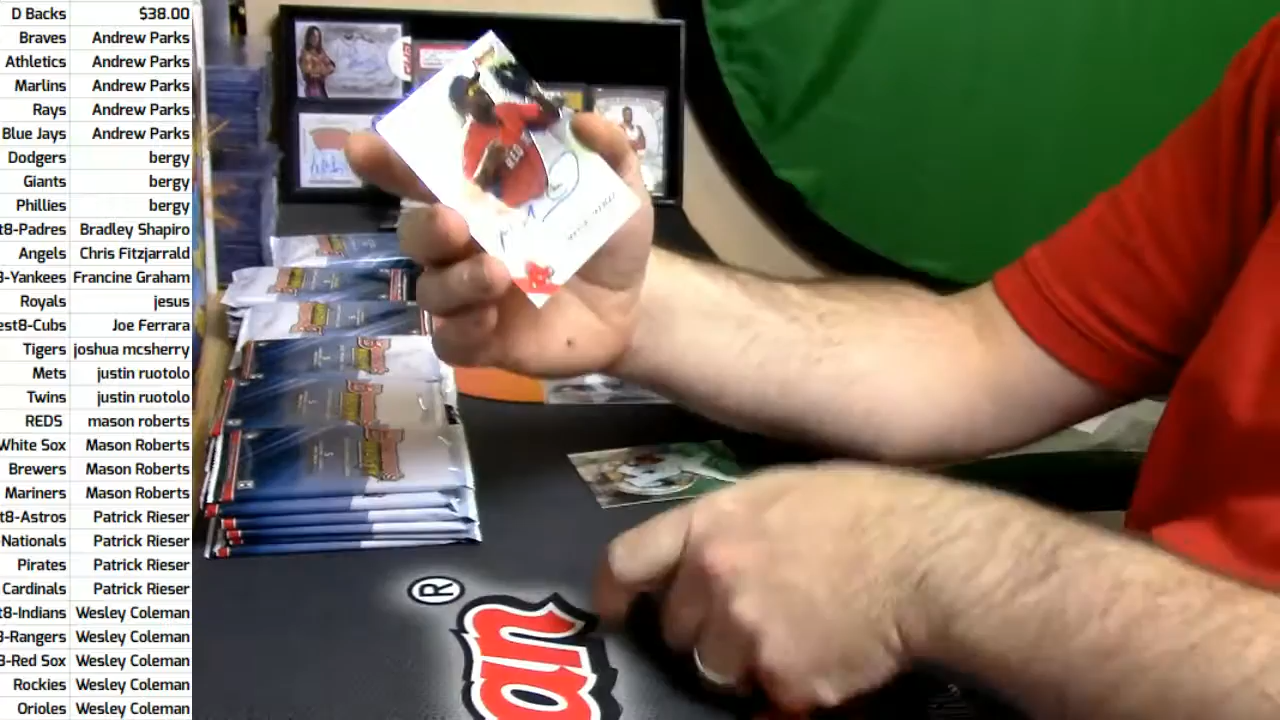 D Backs $38.00
Braves Andrew Parks
Athletics Andrew Parks
Marlins Andrew Parks
Rays Andrew Parks
Blue Jays Andrew Parks
Dodgers bergy
Giants bergy
Phillies bergy
t8-Padres Bradley Shapiro
Angels Chris Fitzjarrald
8-Yankees Francine Graham
Royals jesus
est8-Cubs Joe Ferrara
Tigers joshua mcsherry
Mets justin ruotolo
Twins justin ruotolo
REDS mason roberts
White Sox Mason Roberts
Brewers Mason Roberts
Mariners Mason Roberts
t8-Astros Patrick Rieser
Nationals Patrick Rieser
Pirates Patrick Rieser
Cardinals Patrick Rieser
t8-Indians Wesley Coleman
8-Rangers Wesley Coleman
8-Red Sox Wesley Coleman
Rockies Wesley Coleman
Orioles Wesley Coleman
RED
®